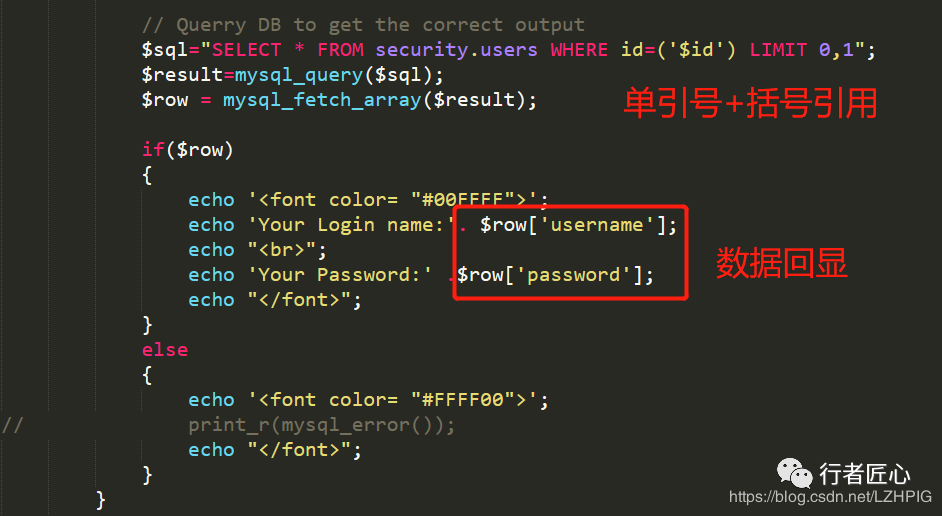 // Querry DB to get the correct output
$sql="SELECT * FROM security.users WHERE id=('$id') LIMIT 0,1";
$result=mysql_query($sql);
$row = mysql_fetch_array($result);
单引号+括号引用
if($row)
{
echo '<font color= "#00FFFF">';
echo 'Your Login name:'. $row['username'];
echo "<br>";
数据回显
echo 'Your Password:' .$row['password'];
echo "</font>";
}
else
{
echo '<font color= "#FFFF00">';
// print_r(mysql_error());
echo "</font>";
}
}
行者匠心
https://blog.csdn.net/LZHPIG